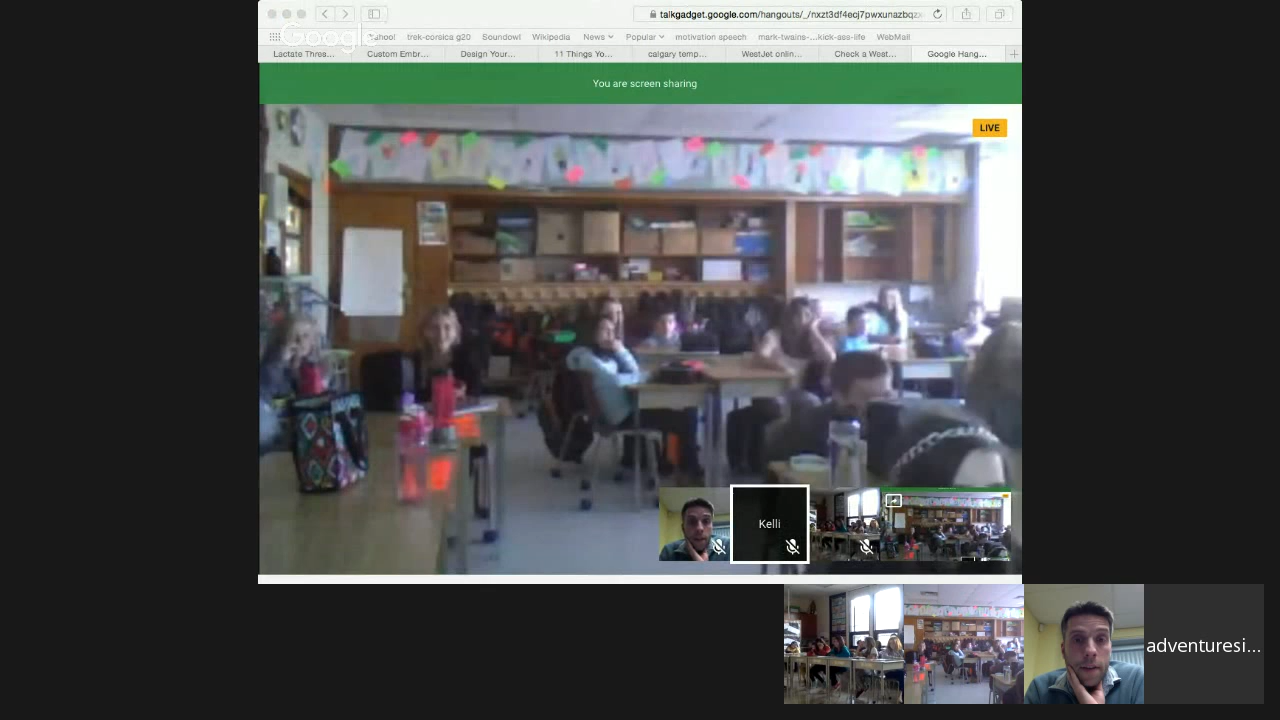 talkgadget.google.com/hangouts/_/nxzt3df4ecj7pwxunazbqzx
Google
School trek-corsica g20 Soundowl Wikipedia News Popular motivation speech mark-twains-...kick-ass-life WebMail
Lactate Thres... Custom Embr... Design Your... 11 Things Yo... calgary temp... WestJet onlin... Check a West... Google Hang...
You are screen sharing
LIVE
Kelli
adventuresi...